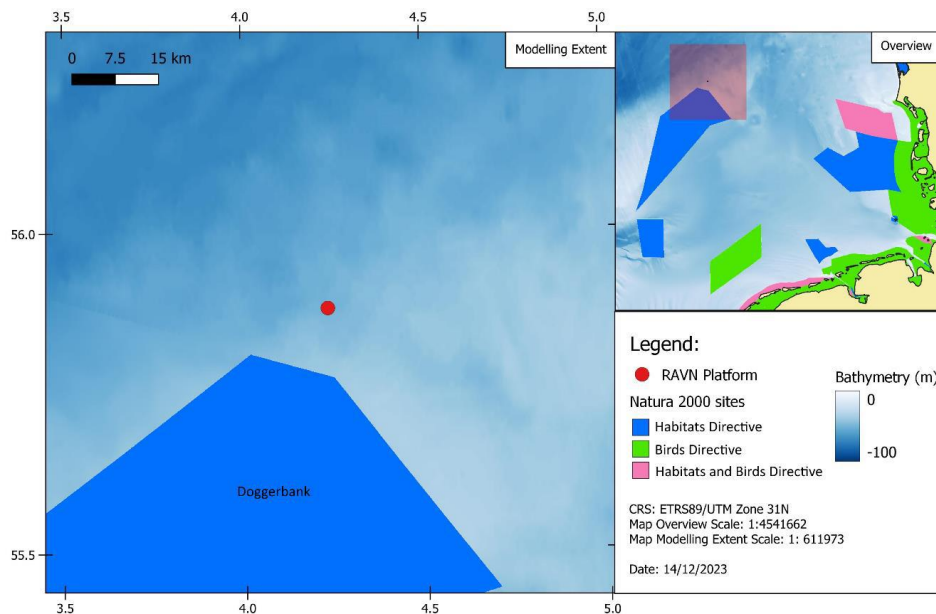 3.5 4.0 4.5 5.0
0 7.5 15 km
Modelling Extent
Overview
56.0
55.5
Doggerbank
3.5 4.0 4.5 5.0
Legend:
RAVN Platform
Natura 2000 sites
Habitats Directive
Birds Directive
Habitats and Birds Directive
Bathymetry (m)
0
-100
CRS: ETRS89/UTM Zone 31N
Map Overview Scale: 1:4541662
Map Modelling Extent Scale: 1: 611973
Date: 14/12/2023